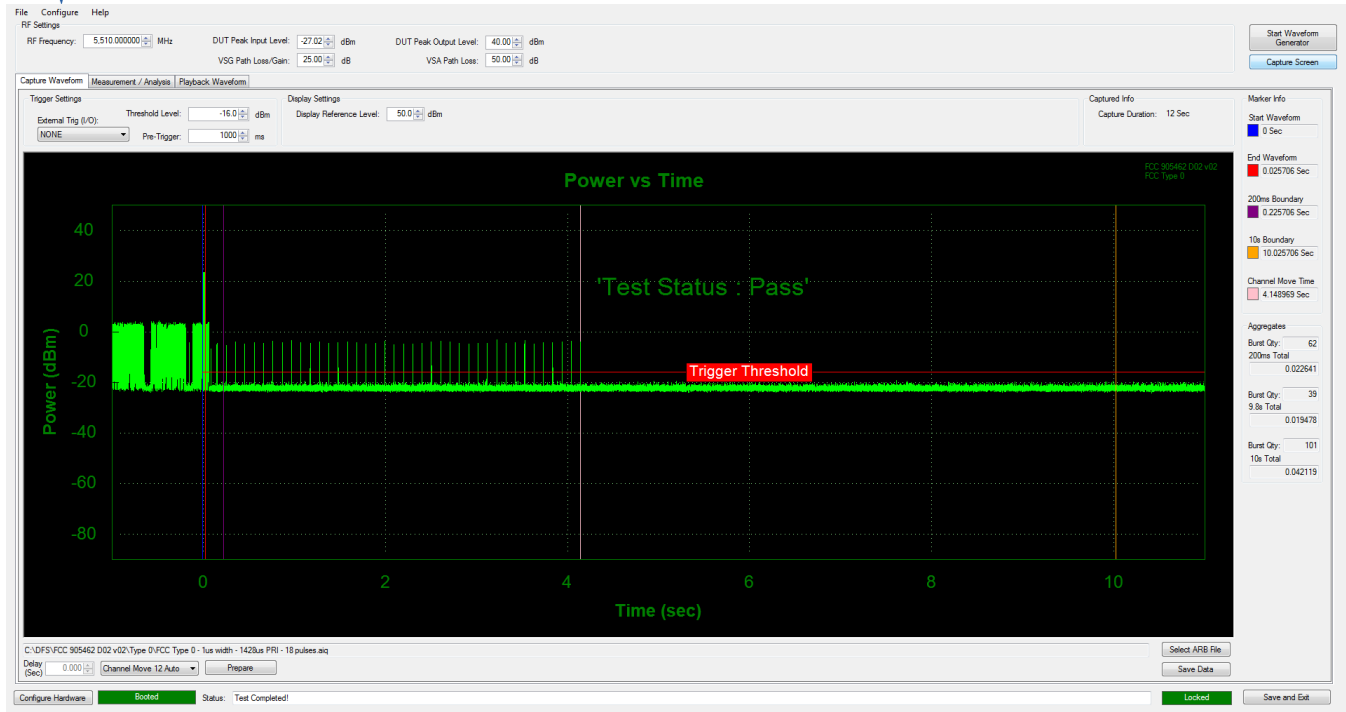 File Configure Help
RF Settings
RF Frequency: 5,510.000000 MHz DUT Peak Input Level: -27.02 dBm DUT Peak Output Level: 40.00 dBm
VSG Path Loss/Gain: 25.00 dB VSA Path Loss: 50.00 dB
Start Waveform Generator
Capture Screen
Capture Waveform Measurement / Analysis Playback Waveform
Trigger Settings
External Trig (I/O): Threshold Level: -16.0 dBm
NONE Pre-Trigger: 1000 ms
Display Settings
Display Reference Level: 50.0 dBm
Captured Info
Capture Duration: 12 Sec
Marker Info
Start Waveform
0 Sec
End Waveform
0.025706 Sec
200ms Boundary
0.225706 Sec
10s Boundary
10.025706 Sec
Channel Move Time
4.148969 Sec
Aggregates
Burst Qty: 62
200ms Total
0.022641
Burst Qty: 39
9.8s Total
0.019478
Burst Qty: 101
10s Total
0.042119
Power vs Time
FCC 905462 D02 v02
FCC Type 0
'Test Status : Pass'
Trigger Threshold
Power (dBm)
40
20
0
-20
-40
-60
-80
0 2 4 6 8 10
Time (sec)
C:\DFS\FCC 905462 D02 v02\Type 0\FCC Type 0 - 1us width - 1428us PRI - 18 pulses.aiq
Select ARB File
Delay (Sec) 0.000 Channel Move 12 Auto Prepare
Save Data
Configure Hardware Booted Status: Test Completed! Locked Save and Exit